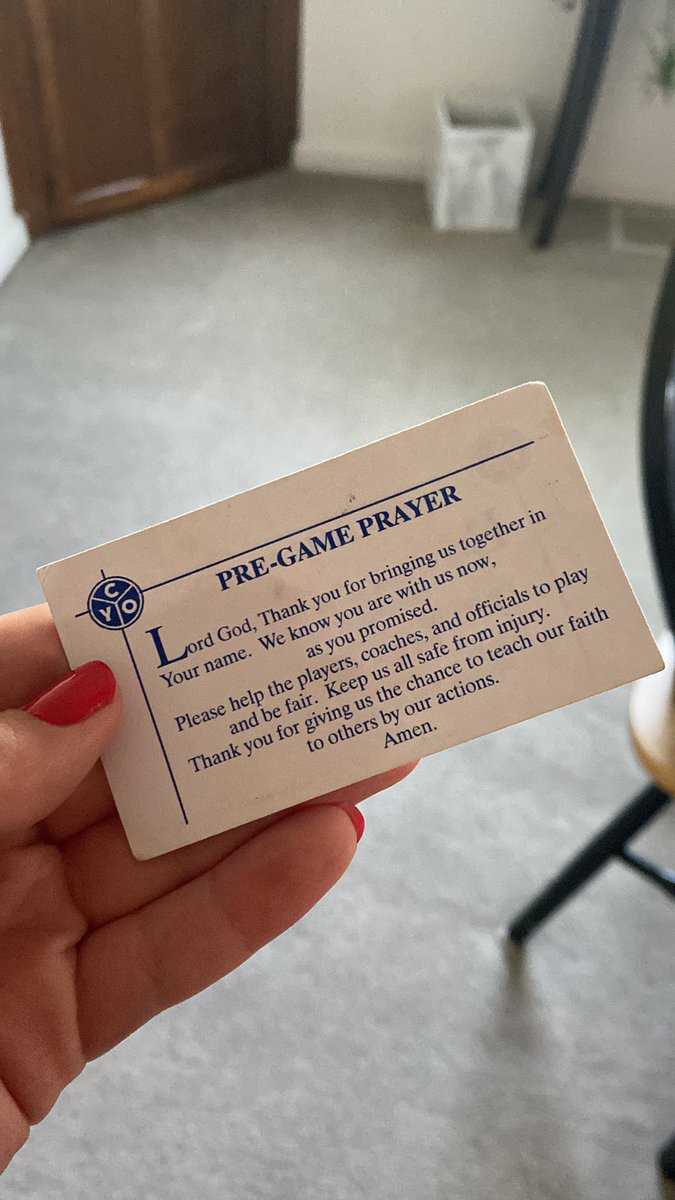 CYO
PRE-GAME PRAYER
Lord God, Thank you for bringing us together in
Your name. We know you are with us now,
as you promised.
Please help the players, coaches, and officials to play
and be fair. Keep us all safe from injury.
Thank you for giving us the chance to teach our faith
to others by our actions.
Amen.